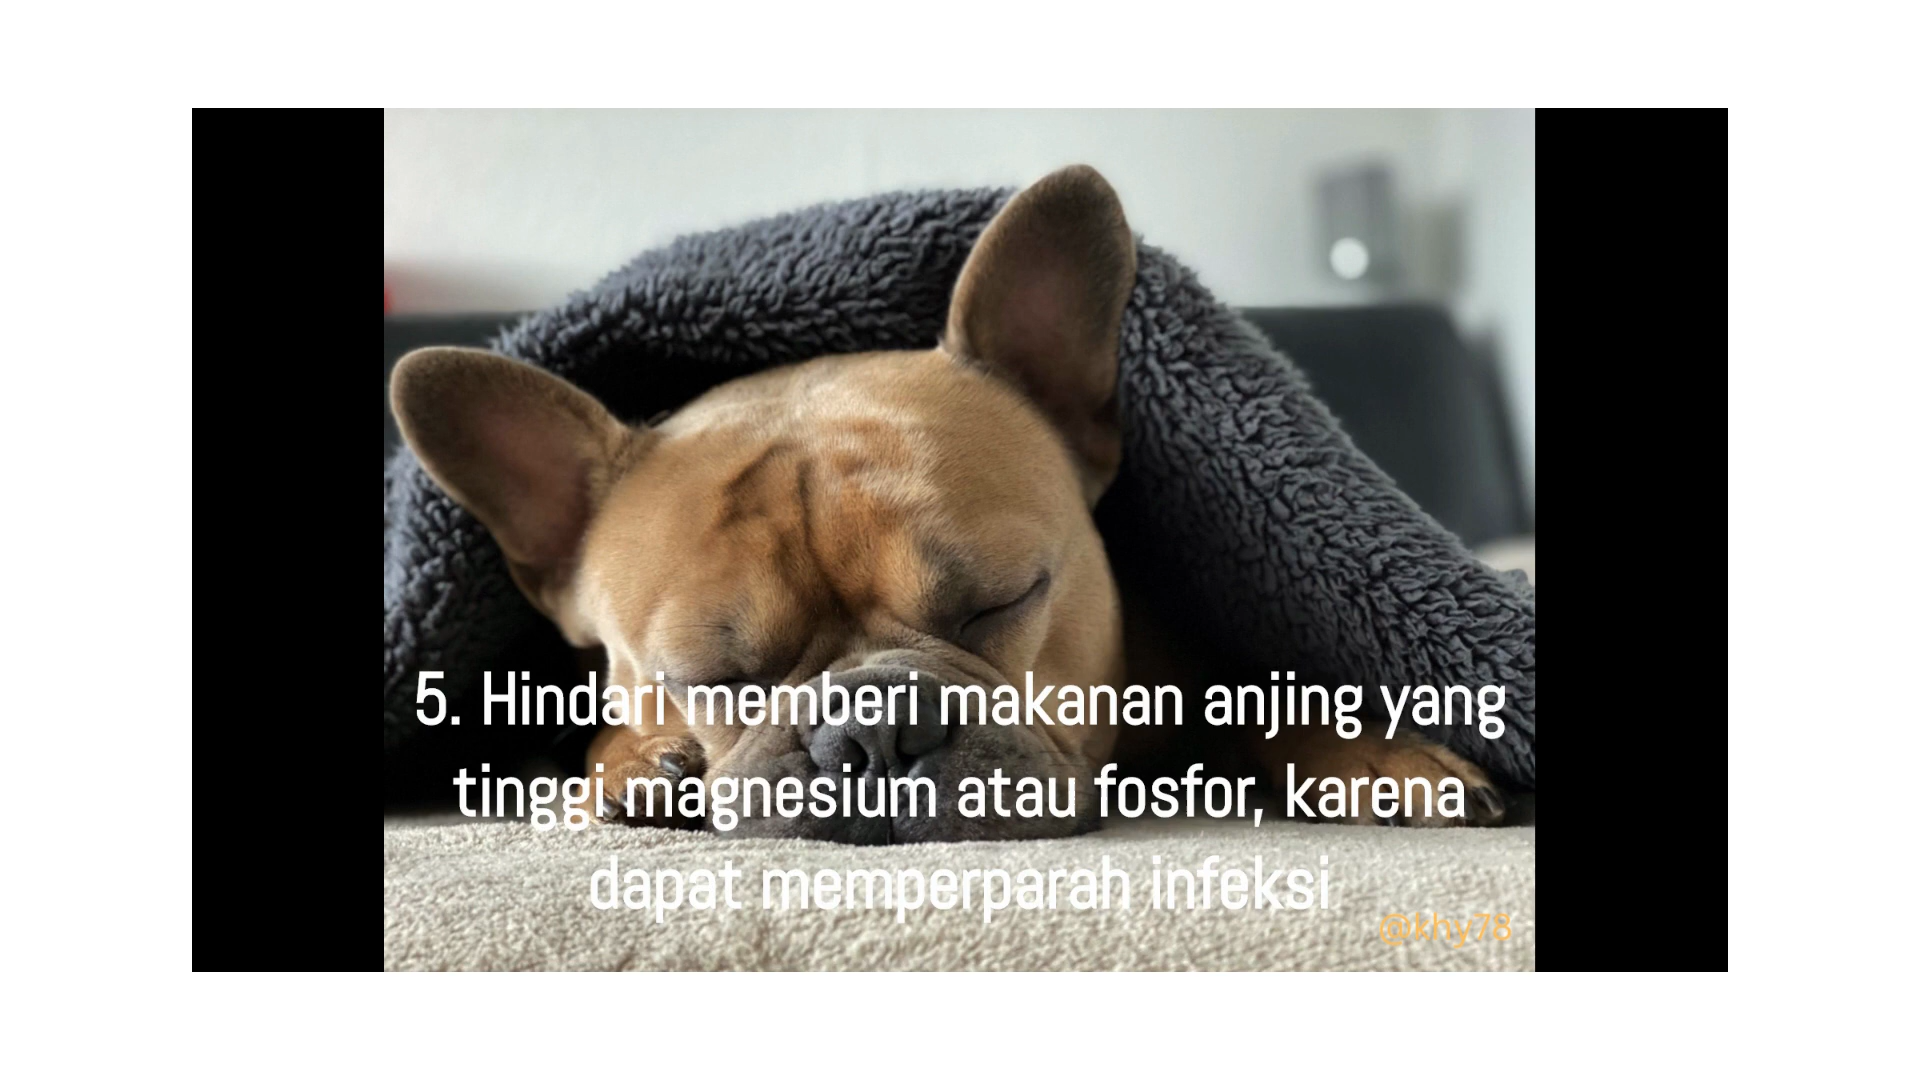 5. Hindari memberi makanan anjing yang
tinggi magnesium atau fosfor, karena
dapat memperparah infeksi
@khy78